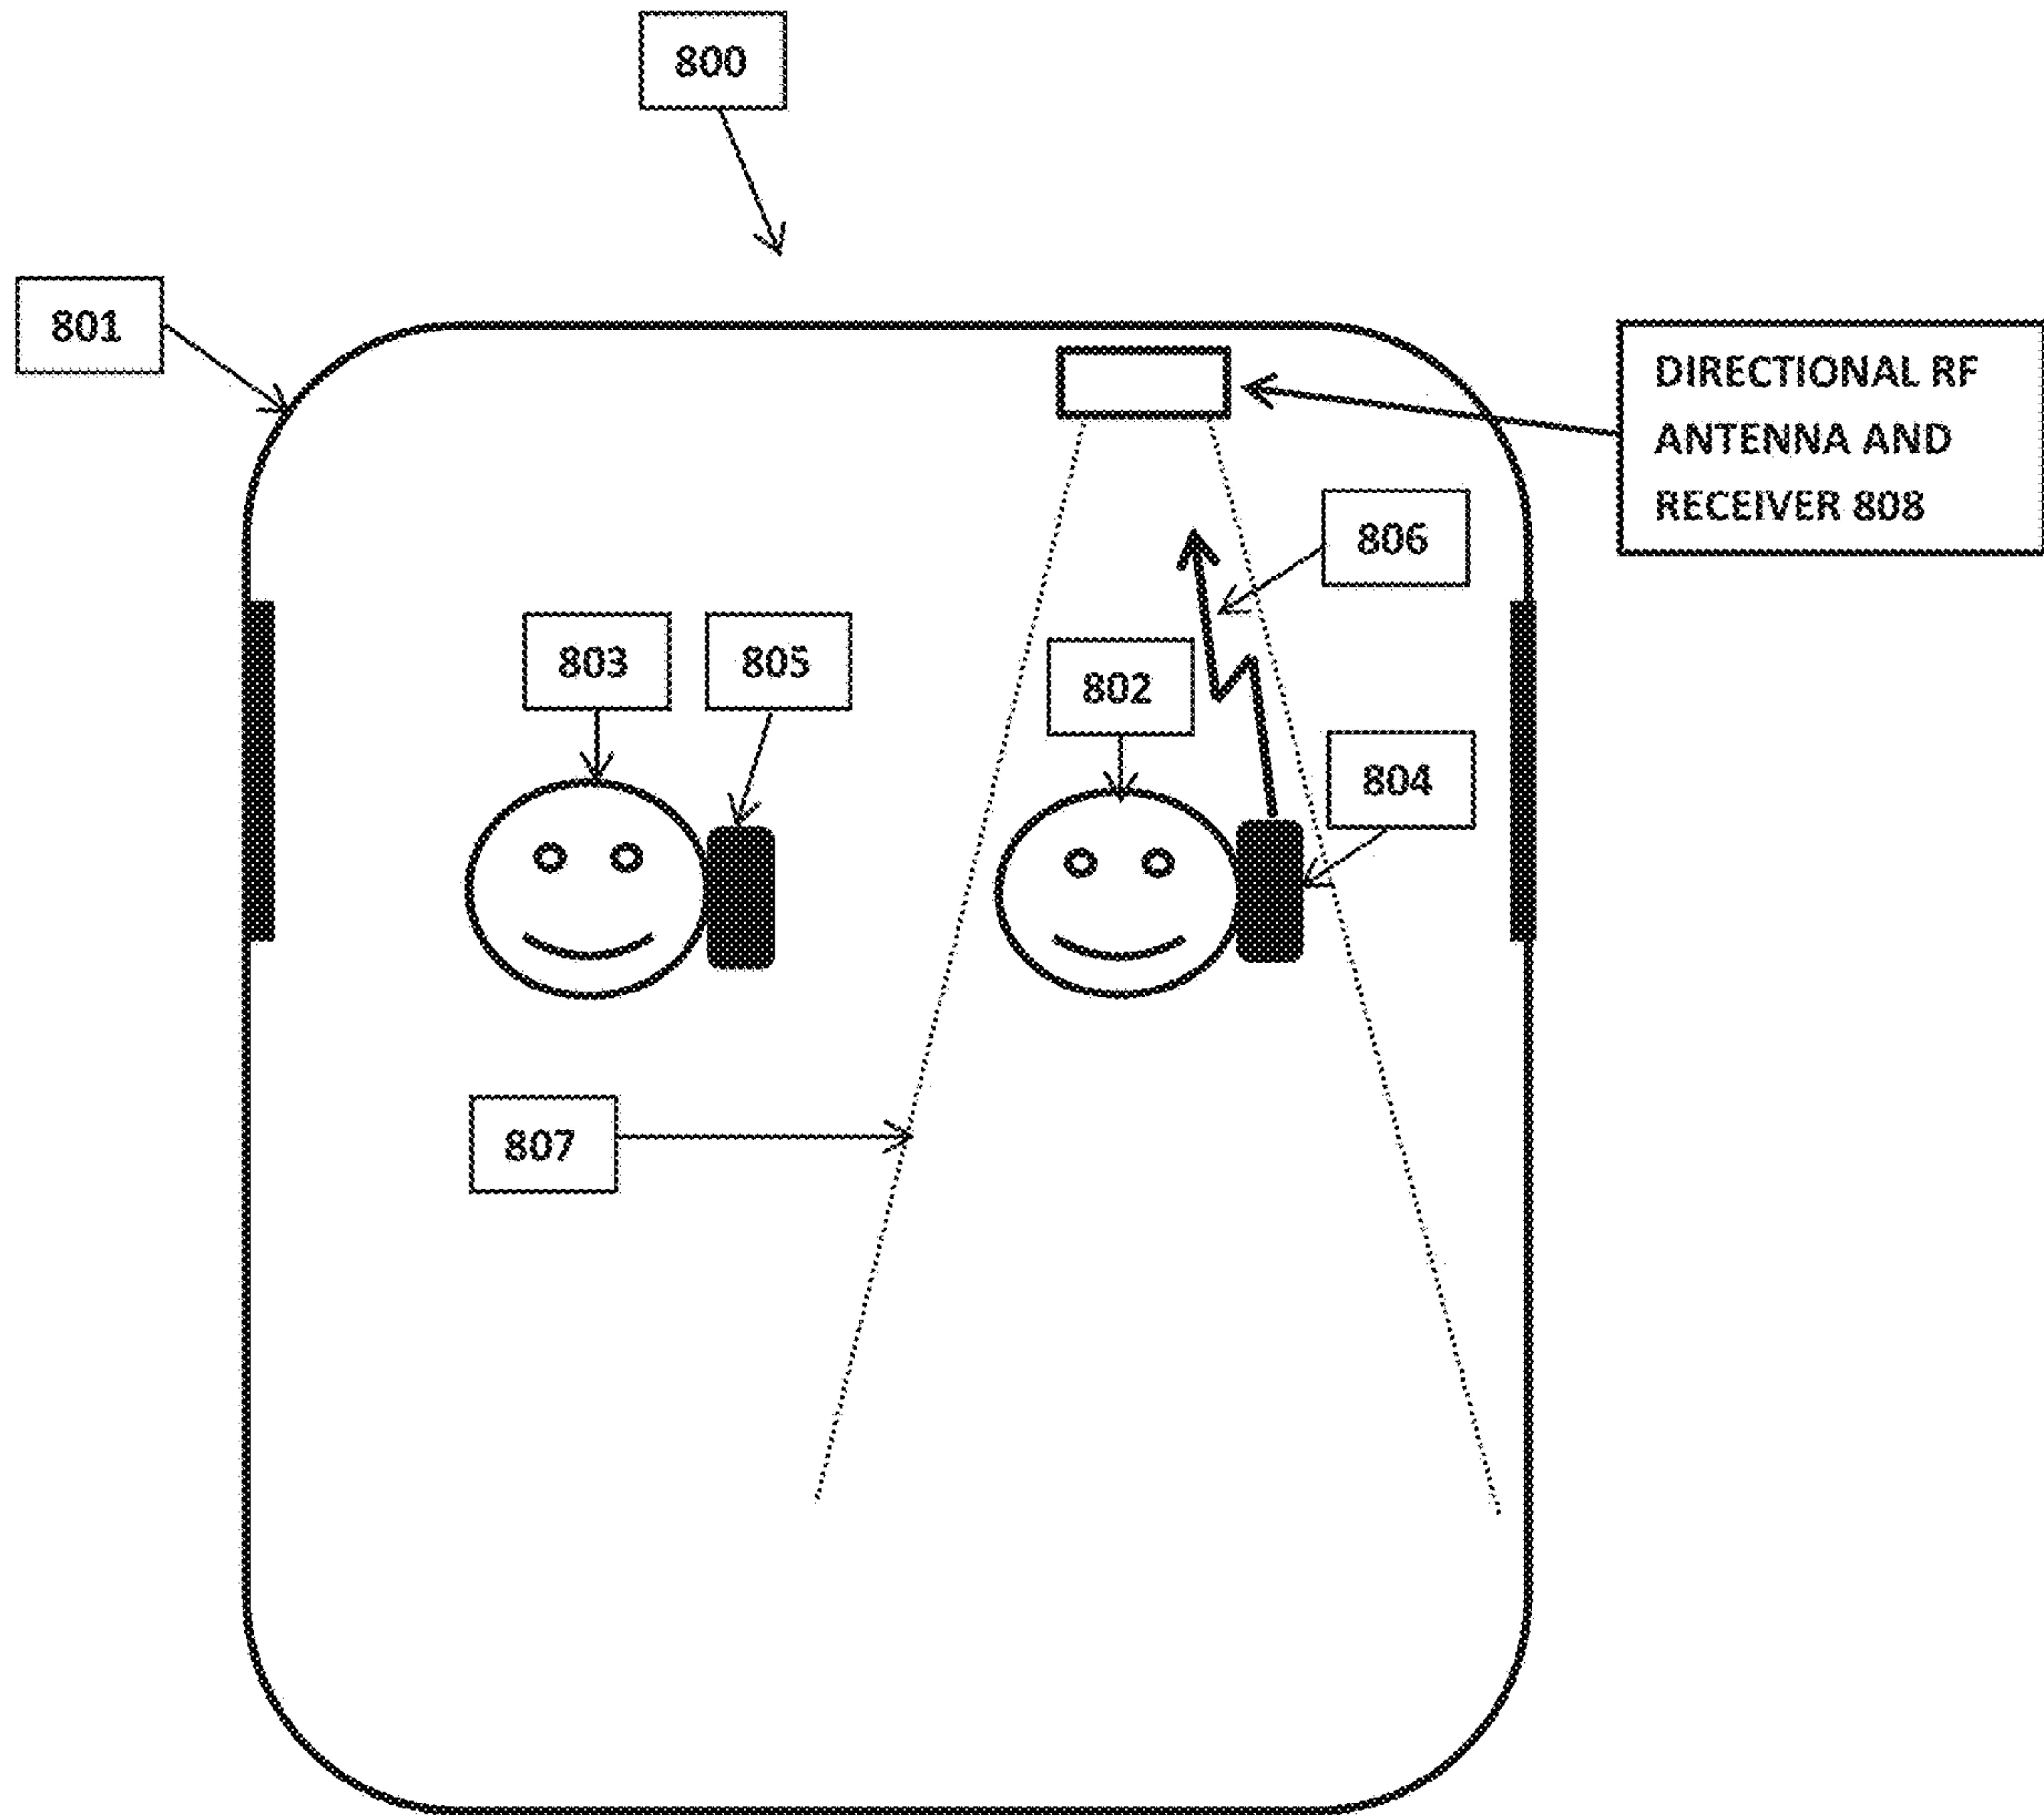 800
801
DIRECTIONAL RF
ANTENNA AND
RECEIVER 808
806
803
805
802
804
807